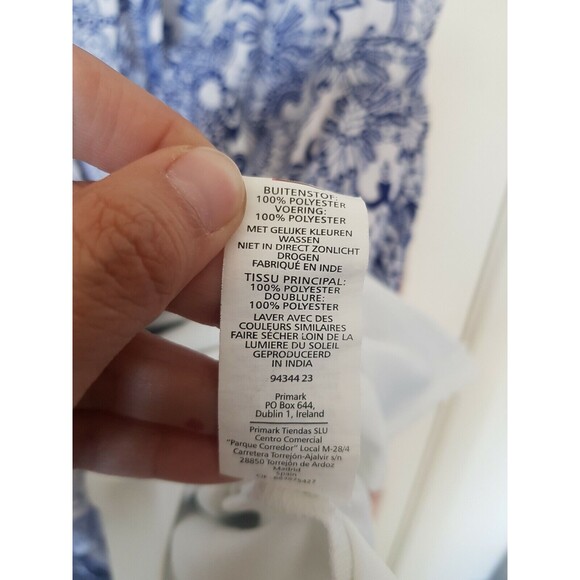 BUITENSTOF:
100% POLYESTER
VOERING:
100% POLYESTER
MET GELIJKE KLEUREN
WASSEN
NIET IN DIRECT ZONLICHT
DROGEN
FABRIQUÉ EN INDE
TISSU PRINCIPAL:
100% POLYESTER
DOUBLURE:
100% POLYESTER
LAVER AVEC DES
COULEURS SIMILAIRES
FAIRE SÉCHER LOIN DE LA
LUMIERE DU SOLEIL
GEPRODUCEERD
IN INDIA
94344 23
Primark
PO Box 644,
Dublin 1, Ireland
Primark Tiendas SLU
Centro Comercial
"Parque Corredor" Local M-28/4
Carretera Torrejón-Ajalvir s/n
28850 Torrejón de Ardoz
Madrid
Spain